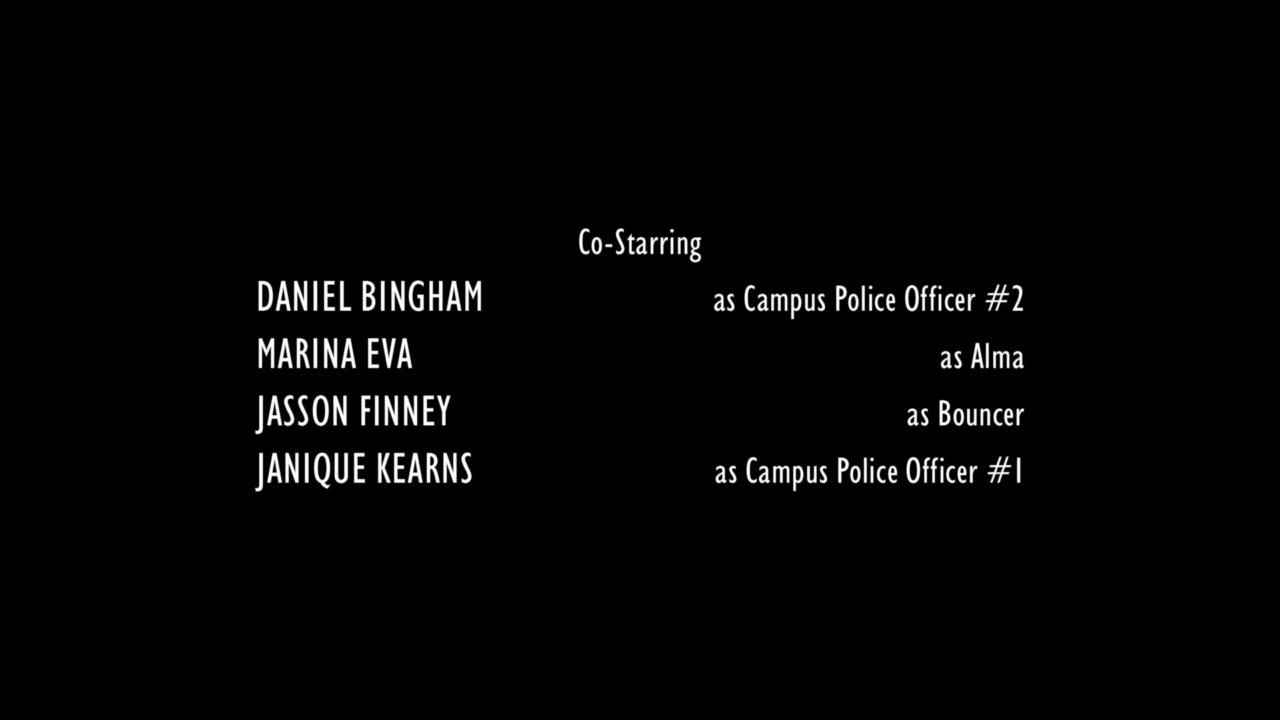 Co-Starring
DANIEL BINGHAM as Campus Police Officer #2
MARINA EVA as Alma
JASSON FINNEY as Bouncer
JANIQUE KEARNS as Campus Police Officer #1